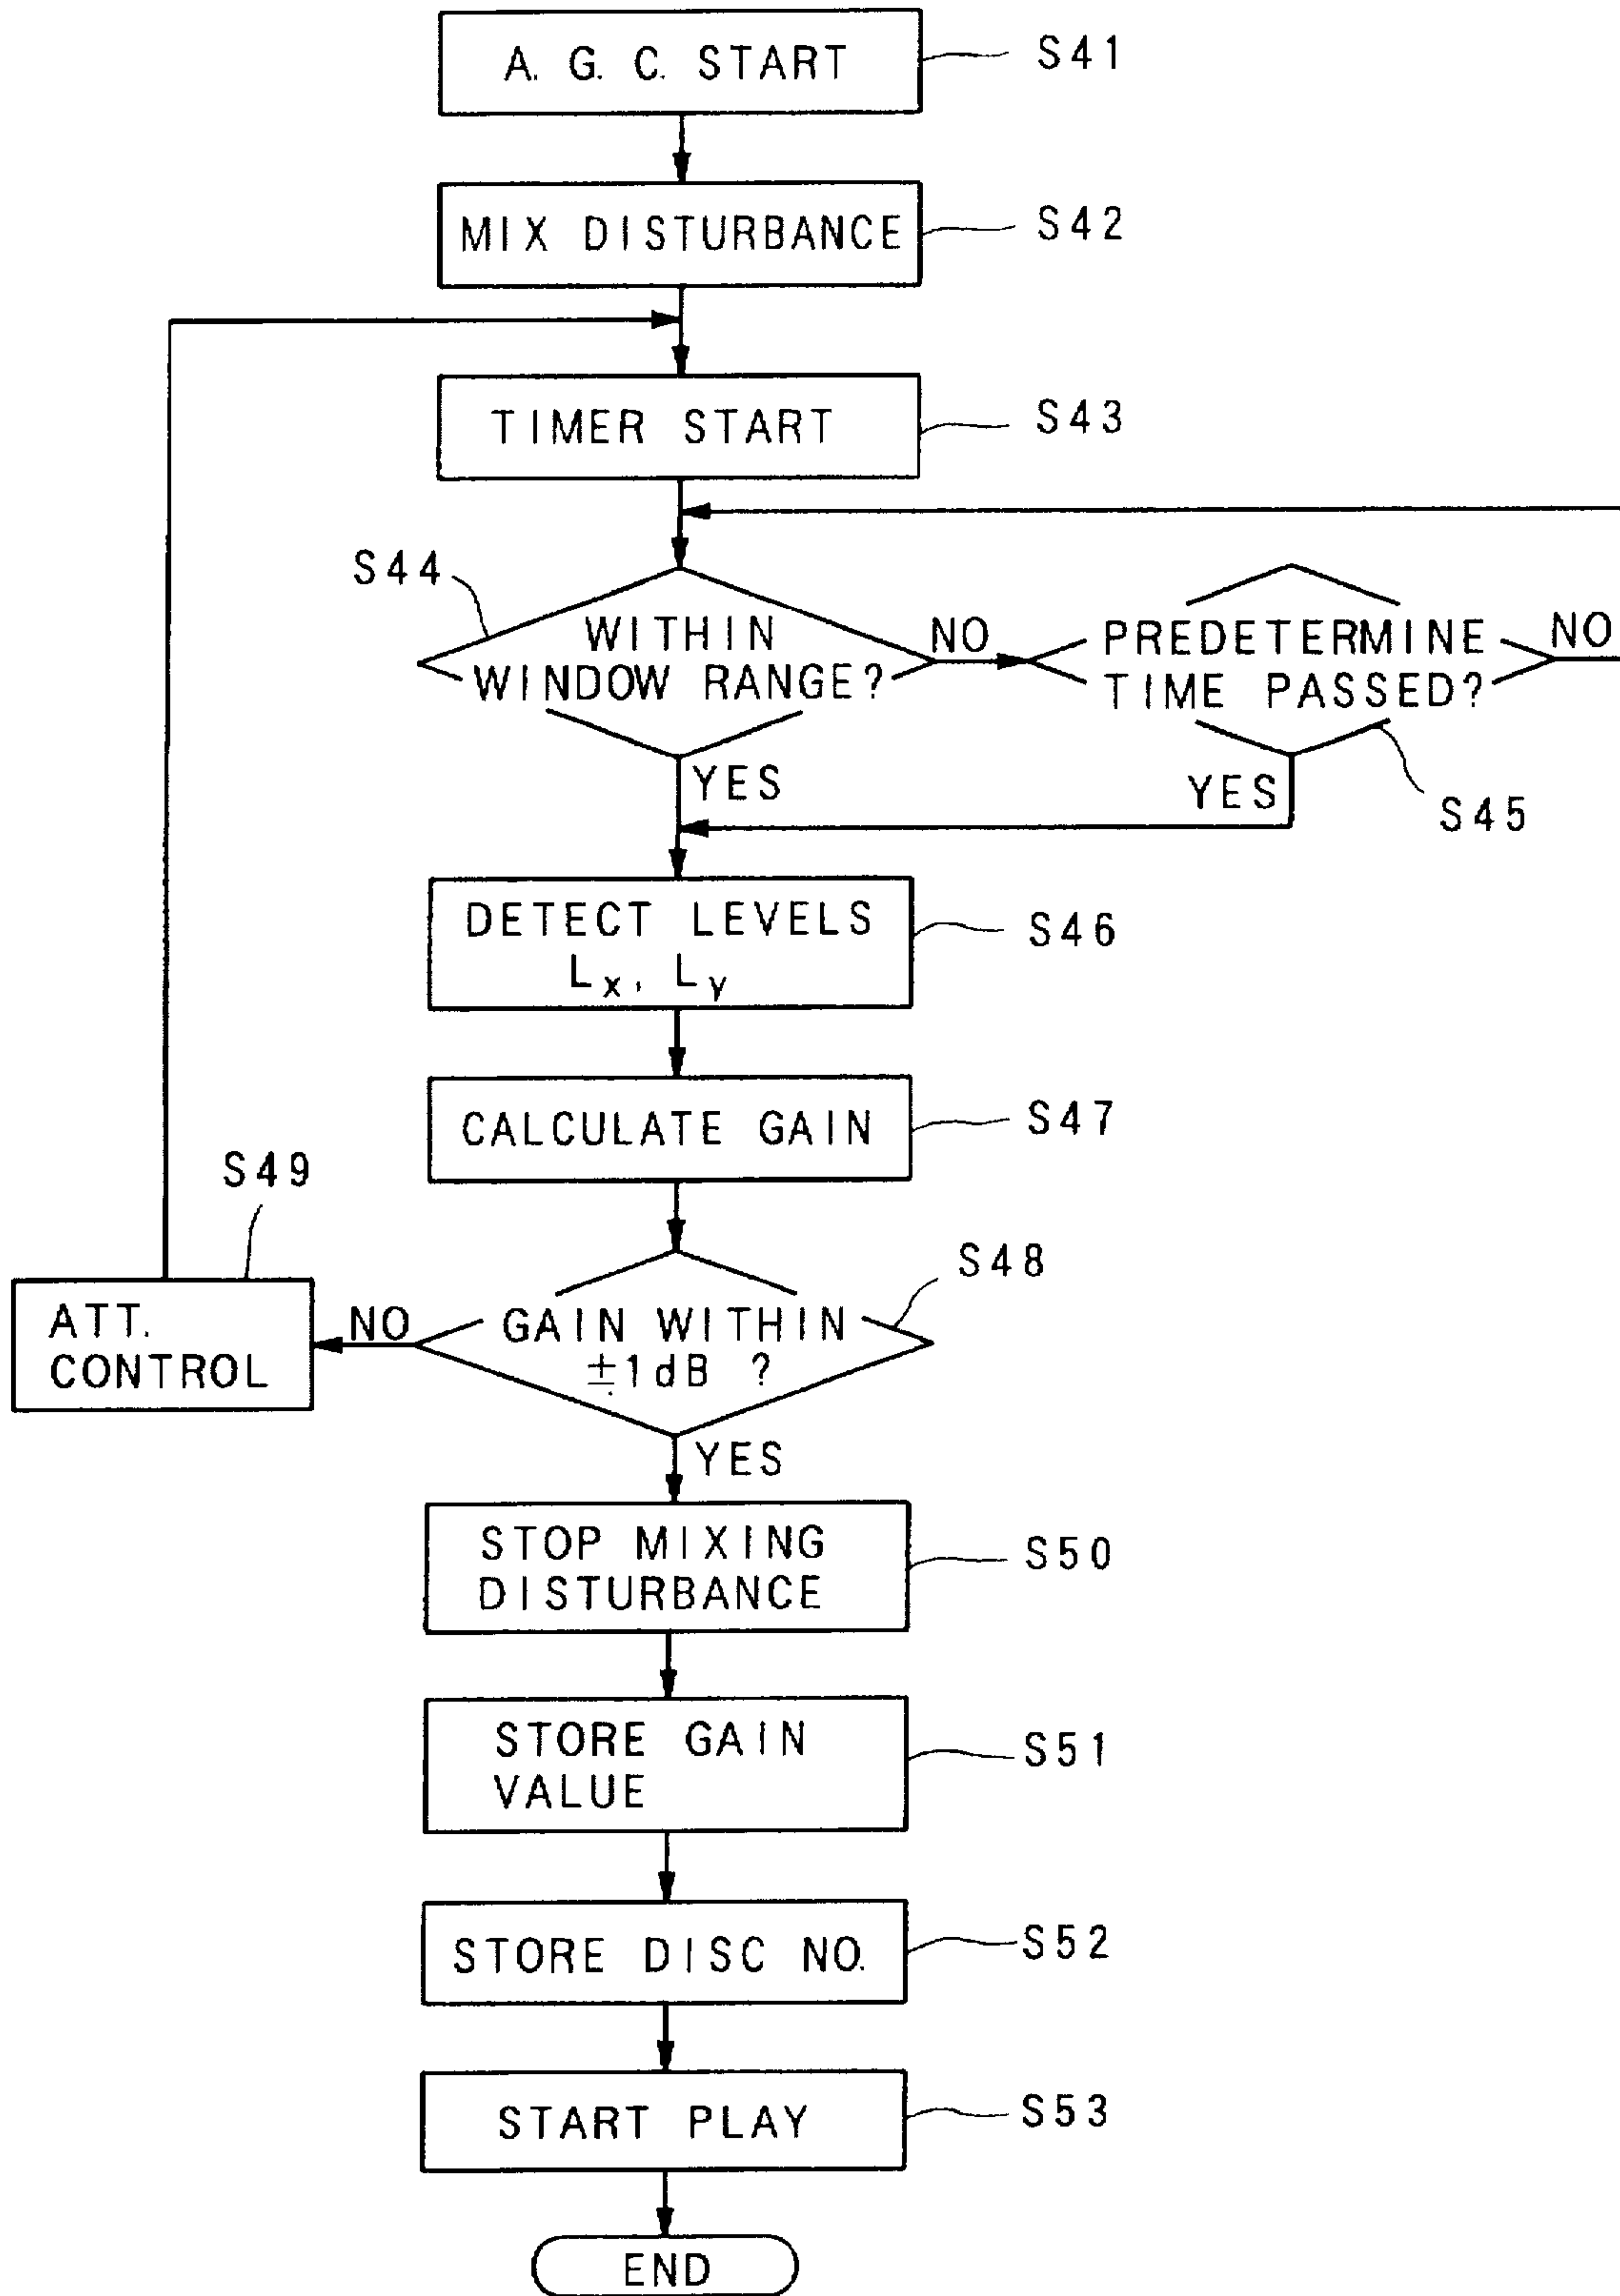 A. G. C. START
S41
MIX DISTURBANCE
S42
TIMER START
S43
S44
WITHIN
WINDOW RANGE?
NO
PREDETERMINE
TIME PASSED?
NO
YES
YES
S45
DETECT LEVELS
Lx, Ly
S46
CALCULATE GAIN
S47
S49
ATT.
CONTROL
NO
GAIN WITHIN
±1dB ?
S48
YES
STOP MIXING
DISTURBANCE
S50
STORE GAIN
VALUE
S51
STORE DISC NO.
S52
START PLAY
S53
END